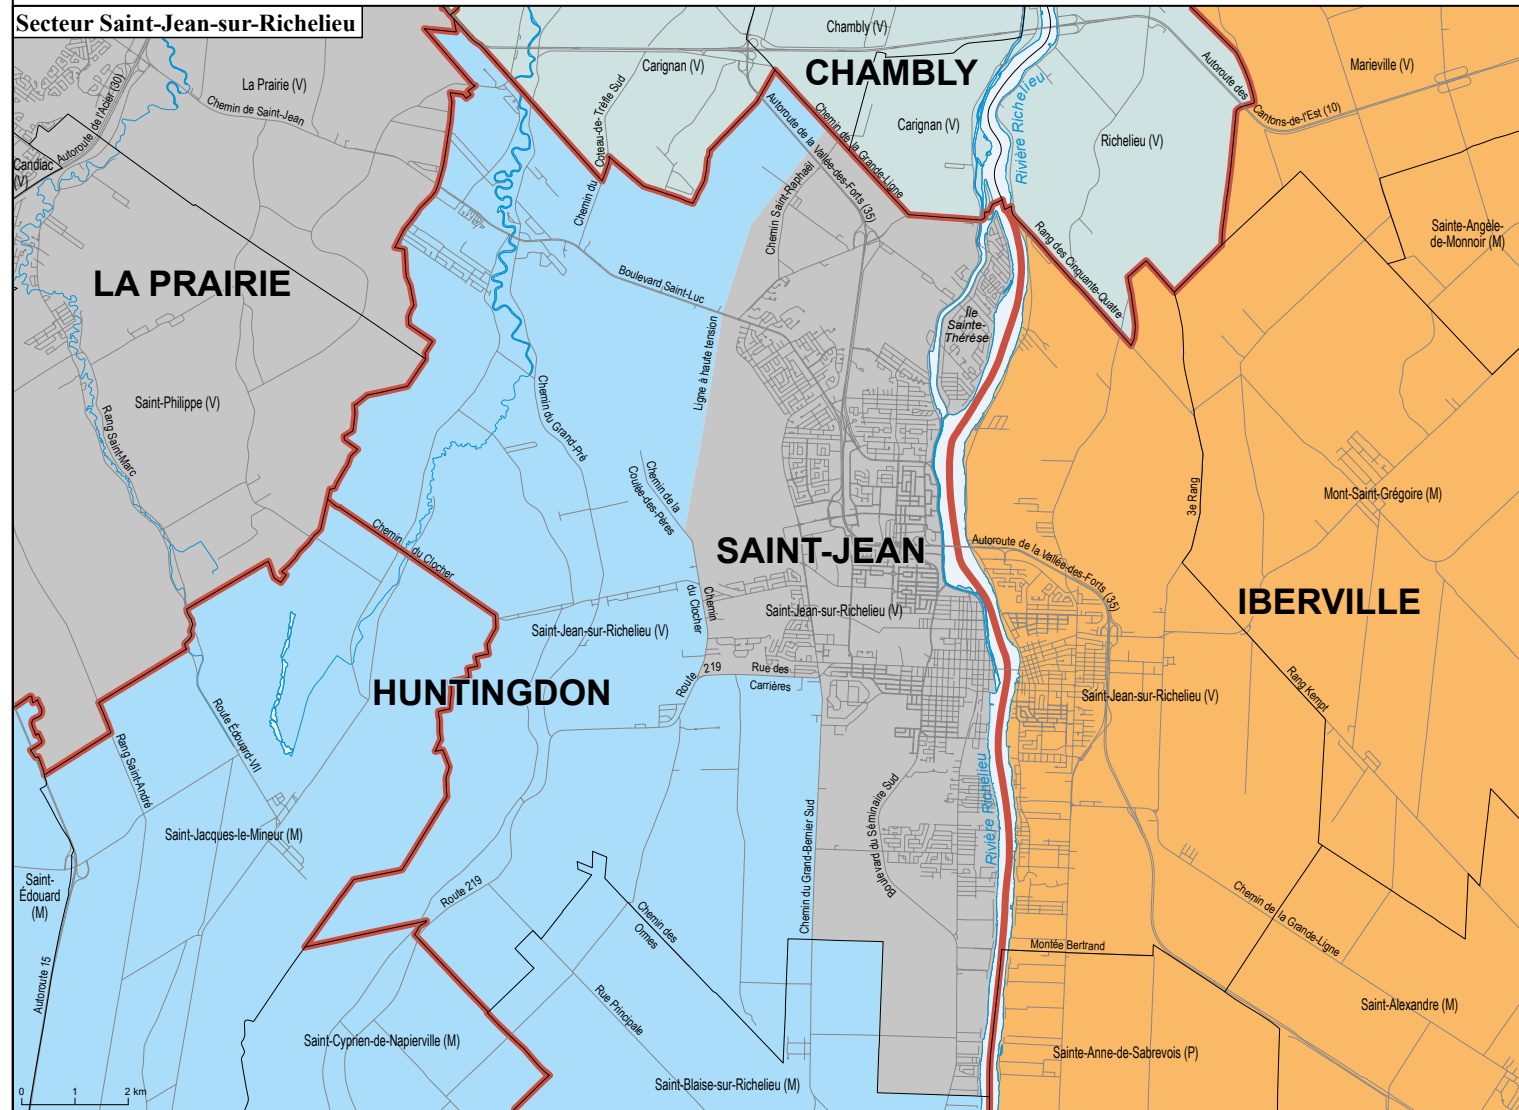 Secteur Saint-Jean-sur-Richelieu
Chambly (V)
Carignan (V)
CHAMBLY
Marieville (V)
La Prairie (V)
Chemin de Saint-Jean
Autoroute de l'Acier (30)
Candiac
(V)
Coteau-de-Trèfle Sud
Chemin du
Autoroute de la Vallée-des-Forts (35)
Chemin de la Grande-Ligne
Carignan (V)
Rivière Richelieu
Richelieu (V)
Autoroute des
Cantons-de-l'Est (10)
Chemin Saint-Raphaël
Rang des Cinquante-Quatre
Sainte-Angèle-
de-Monnoir (M)
LA PRAIRIE
Boulevard Saint-Luc
Île
Sainte-
Thérèse
Ligne à haute tension
Saint-Philippe (V)
Rang Saint-Marc
Chemin du Grand-Pré
Chemin de la
Coulée-des-Pères
3e Rang
Mont-Saint-Grégoire (M)
Chemin
du Clocher
SAINT-JEAN
Autoroute de la Vallée-des-Forts (35)
Chemin
du Clocher
Saint-Jean-sur-Richelieu (V)
IBERVILLE
Saint-Jean-sur-Richelieu (V)
Route
219
Rue des
Carrières
HUNTINGDON
Saint-Jean-sur-Richelieu (V)
Rang Kempt
Route Édouard-VII
Rang Saint-André
Rivière Richelieu
Boulevard du Séminaire Sud
Chemin du Grand-Bernier Sud
Saint-Jacques-le-Mineur (M)
Saint-
Édouard
(M)
Route 219
Chemin des
Ormes
Chemin de la Grande-Ligne
Montée Bertrand
Autoroute 15
Rue Principale
Saint-Alexandre (M)
Saint-Cyprien-de-Napierville (M)
Sainte-Anne-de-Sabrevois (P)
Saint-Blaise-sur-Richelieu (M)
0 1 2 km